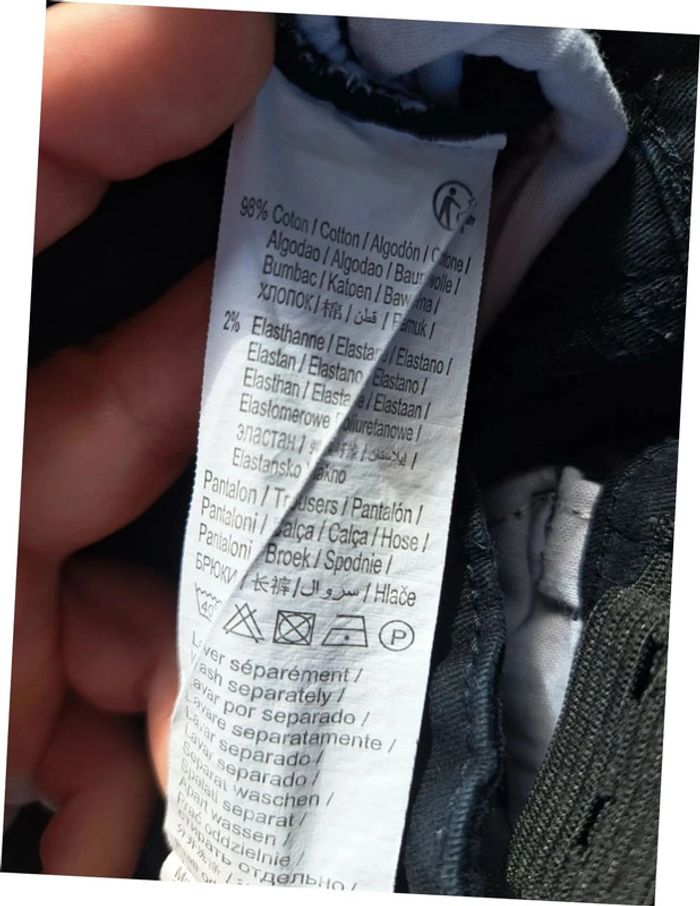 98% Coton / Cotton / Algodón / Cotone /
Algodao / Algodao / Baumwolle /
Bumbac / Katoen / Bawełna /
ХЛОПОК / 棉 / قطن / Pamuk /
2% Elasthanne / Elastane / Elastano /
Elastan / Elastano / Elastano /
Elasthan / Elastan / Elastaan /
Elastomerowe Poliuretanowe /
ЭЛАСТАН /
Elastansko vlakno
Pantalon / Trousers / Pantalón /
Pantaloni / Calça / Calça / Hose /
Pantaloni / Broek / Spodnie /
БРЮКИ / 长裤 / سروال / Hlače
40 P
Laver séparément /
Wash separately /
Lavar por separado /
Lavare separatamente /
Lavar separado /
Lavar separado /
Separat waschen /
Spalati separat /
Apart wassen /
Prać oddzielnie /
Стирать отдельно /